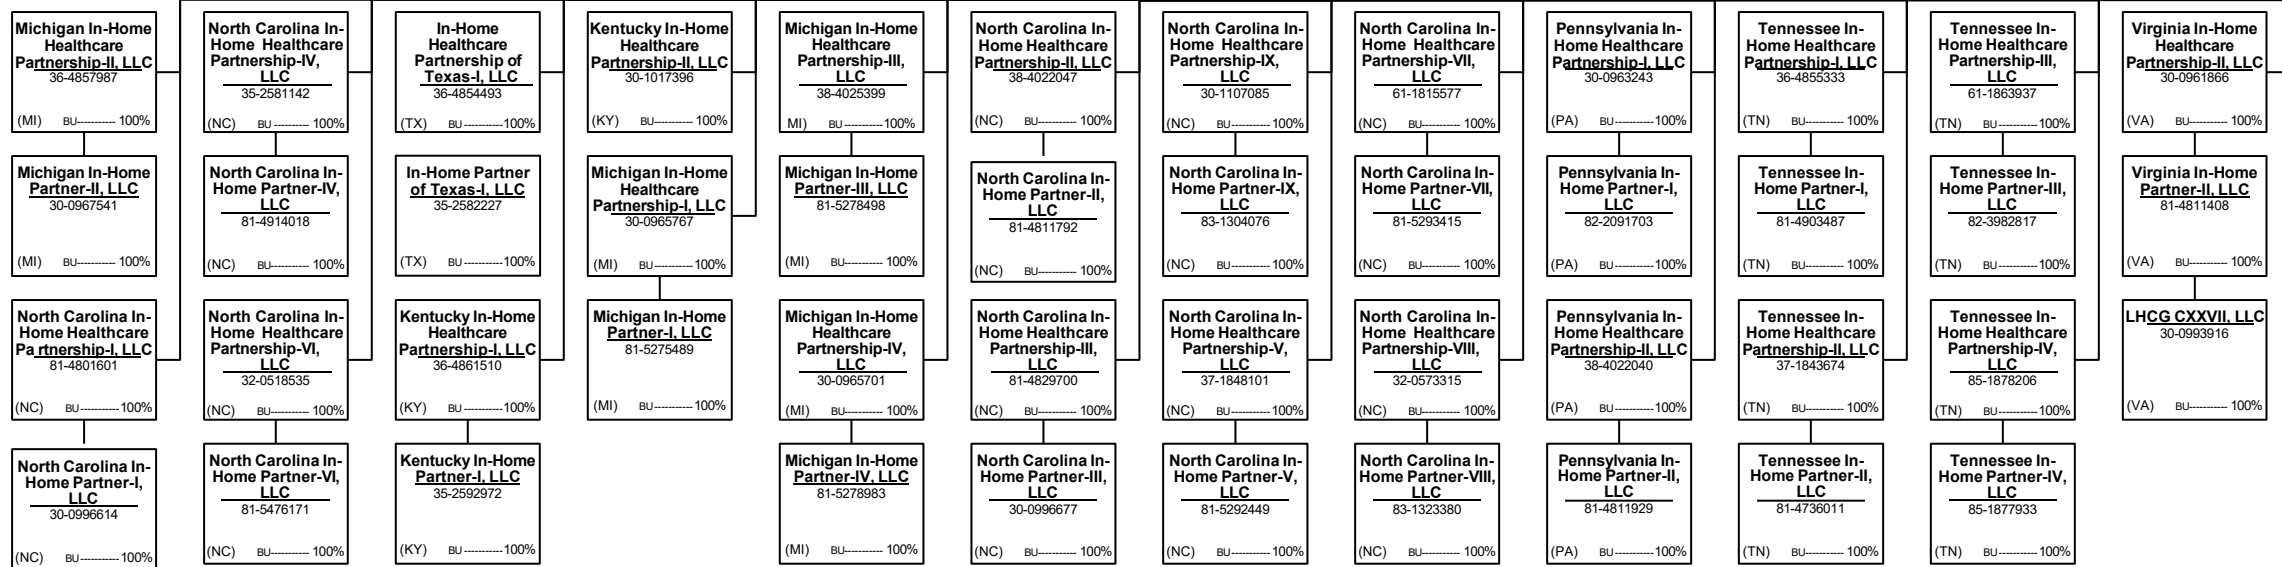 Michigan In-Home
Healthcare
Partnership-II, LLC
36-4857987
(MI) BU----------- 100%
North Carolina In-
Home Healthcare
Partnership-IV,
LLC
35-2581142
(NC) BU ----------- 100%
In-Home
Healthcare
Partnership of
Texas-I, LLC
36-4854493
(TX) BU -----------100%
Kentucky In-Home
Healthcare
Partnership-II, LLC
30-1017396
(KY) BU----------- 100%
Michigan In-Home
Healthcare
Partnership-III,
LLC
38-4025399
MI) BU----------- 100%
North Carolina In-
Home Healthcare
Partnership-II, LLC
38-4022047
(NC) BU----------- 100%
North Carolina In-
Home Healthcare
Partnership-IX,
LLC
30-1107085
(NC) BU-----------100%
North Carolina In-
Home Healthcare
Partnership-VII,
LLC
61-1815577
(NC) BU----------- 100%
Pennsylvania In-
Home Healthcare
Partnership-I, LLC
30-0963243
(PA) BU-----------100%
Tennessee In-
Home Healthcare
Partnership-I, LLC
36-4855333
(TN) BU----------- 100%
Tennessee In-
Home Healthcare
Partnership-III,
LLC
61-1863937
(TN) BU -----------100%
Virginia In-Home
Healthcare
Partnership-II, LLC
30-0961866
(VA) BU----------- 100%
Michigan In-Home
Partner-II, LLC
30-0967541
(MI) BU----------- 100%
North Carolina In-
Home Partner-IV,
LLC
81-4914018
(NC) BU----------- 100%
In-Home Partner
of Texas-I, LLC
35-2582227
(TX) BU -----------100%
Michigan In-Home
Healthcare
Partnership-I, LLC
30-0965767
(MI) BU-----------100%
Michigan In-Home
Partner-III, LLC
81-5278498
(MI) BU----------- 100%
North Carolina In-
Home Partner-II,
LLC
81-4811792
(NC) BU----------- 100%
North Carolina In-
Home Partner-IX,
LLC
83-1304076
(NC) BU-----------100%
North Carolina In-
Home Partner-VII,
LLC
81-5293415
(NC) BU----------- 100%
Pennsylvania In-
Home Partner-I,
LLC
82-2091703
(PA) BU-----------100%
Tennessee In-
Home Partner-I,
LLC
81-4903487
(TN) BU----------- 100%
Tennessee In-
Home Partner-III,
LLC
82-3982817
(TN) BU -----------100%
Virginia In-Home
Partner-II, LLC
81-4811408
(VA) BU----------- 100%
North Carolina In-
Home Healthcare
Partnership-I, LLC
81-4801601
(NC) BU-----------100%
North Carolina In-
Home Healthcare
Partnership-VI,
LLC
32-0518535
(NC) BU----------- 100%
Kentucky In-Home
Healthcare
Partnership-I, LLC
36-4861510
(KY) BU -----------100%
Michigan In-Home
Partner-I, LLC
81-5275489
(MI) BU-----------100%
Michigan In-Home
Healthcare
Partnership-IV,
LLC
30-0965701
(MI) BU----------- 100%
North Carolina In-
Home Healthcare
Partnership-III,
LLC
81-4829700
(NC) BU----------- 100%
North Carolina In-
Home Healthcare
Partnership-V,
LLC
37-1848101
(NC) BU-----------100%
North Carolina In-
Home Healthcare
Partnership-VIII,
LLC
32-0573315
(NC) BU----------- 100%
Pennsylvania In-
Home Healthcare
Partnership-II, LLC
38-4022040
(PA) BU-----------100%
Tennessee In-
Home Healthcare
Partnership-II, LLC
37-1843674
(TN) BU----------- 100%
Tennessee In-
Home Healthcare
Partnership-IV,
LLC
85-1878206
(TN) BU-----------100%
LHCG CXXVII, LLC
30-0993916
(VA) BU----------- 100%
North Carolina In-
Home Partner-I,
LLC
30-0996614
(NC) BU-----------100%
North Carolina In-
Home Partner-VI,
LLC
81-5476171
(NC) BU----------- 100%
Kentucky In-Home
Partner-I, LLC
35-2592972
(KY) BU -----------100%
Michigan In-Home
Partner-IV, LLC
81-5278983
(MI) BU----------- 100%
North Carolina In-
Home Partner-III,
LLC
30-0996677
(NC) BU----------- 100%
North Carolina In-
Home Partner-V,
LLC
81-5292449
(NC) BU-----------100%
North Carolina In-
Home Partner-VIII,
LLC
83-1323380
(NC) BU----------- 100%
Pennsylvania In-
Home Partner-II,
LLC
81-4811929
(PA) BU-----------100%
Tennessee In-
Home Partner-II,
LLC
81-4736011
(TN) BU----------- 100%
Tennessee In-
Home Partner-IV,
LLC
85-1877933
(TN) BU-----------100%